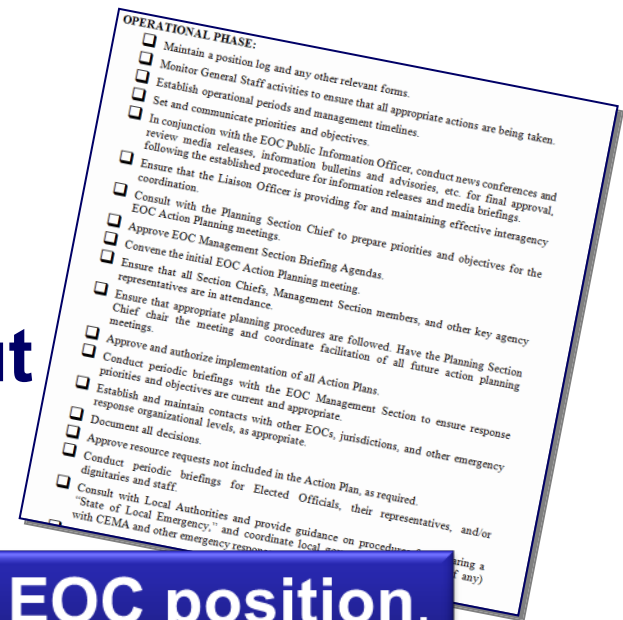 OPERATIONAL PHASE:
Maintain a position log and any other relevant forms.
Monitor General Staff activities to ensure that all appropriate actions are being taken.
Establish operational periods and management timelines.
Set and communicate priorities and objectives.
In conjunction with the EOC Public Information Officer, conduct news conferences and
review media releases, information bulletins and advisories, etc. for final approval,
following the established procedure for information releases and media briefings.
Ensure that the Liaison Officer is providing for and maintaining effective interagency
coordination.
Consult with the Planning Section Chief to prepare priorities and objectives for the
EOC Action Planning meetings.
Approve EOC Management Section Briefing Agendas.
Convene the initial EOC Action Planning meeting.
Ensure that all Section Chiefs, Management Section members, and other key agency
representatives are in attendance.
Ensure that appropriate planning procedures are followed. Have the Planning Section
Chief chair the meeting and coordinate facilitation of all future action planning
meetings.
Approve and authorize implementation of all Action Plans.
Conduct periodic briefings with the EOC Management Section to ensure response
priorities and objectives are current and appropriate.
Establish and maintain contacts with other EOCs, jurisdictions, and other emergency
response organizational levels, as appropriate.
Document all decisions.
Approve resource requests not included in the Action Plan, as required.
Conduct periodic briefings for Elected Officials, their representatives, and/or
dignitaries and staff.
Consult with Local Authorities and provide guidance on procedures aring a
"State of Local Emergency," and coordinate local any)
with CEMA and other emergency
ut
EOC position.